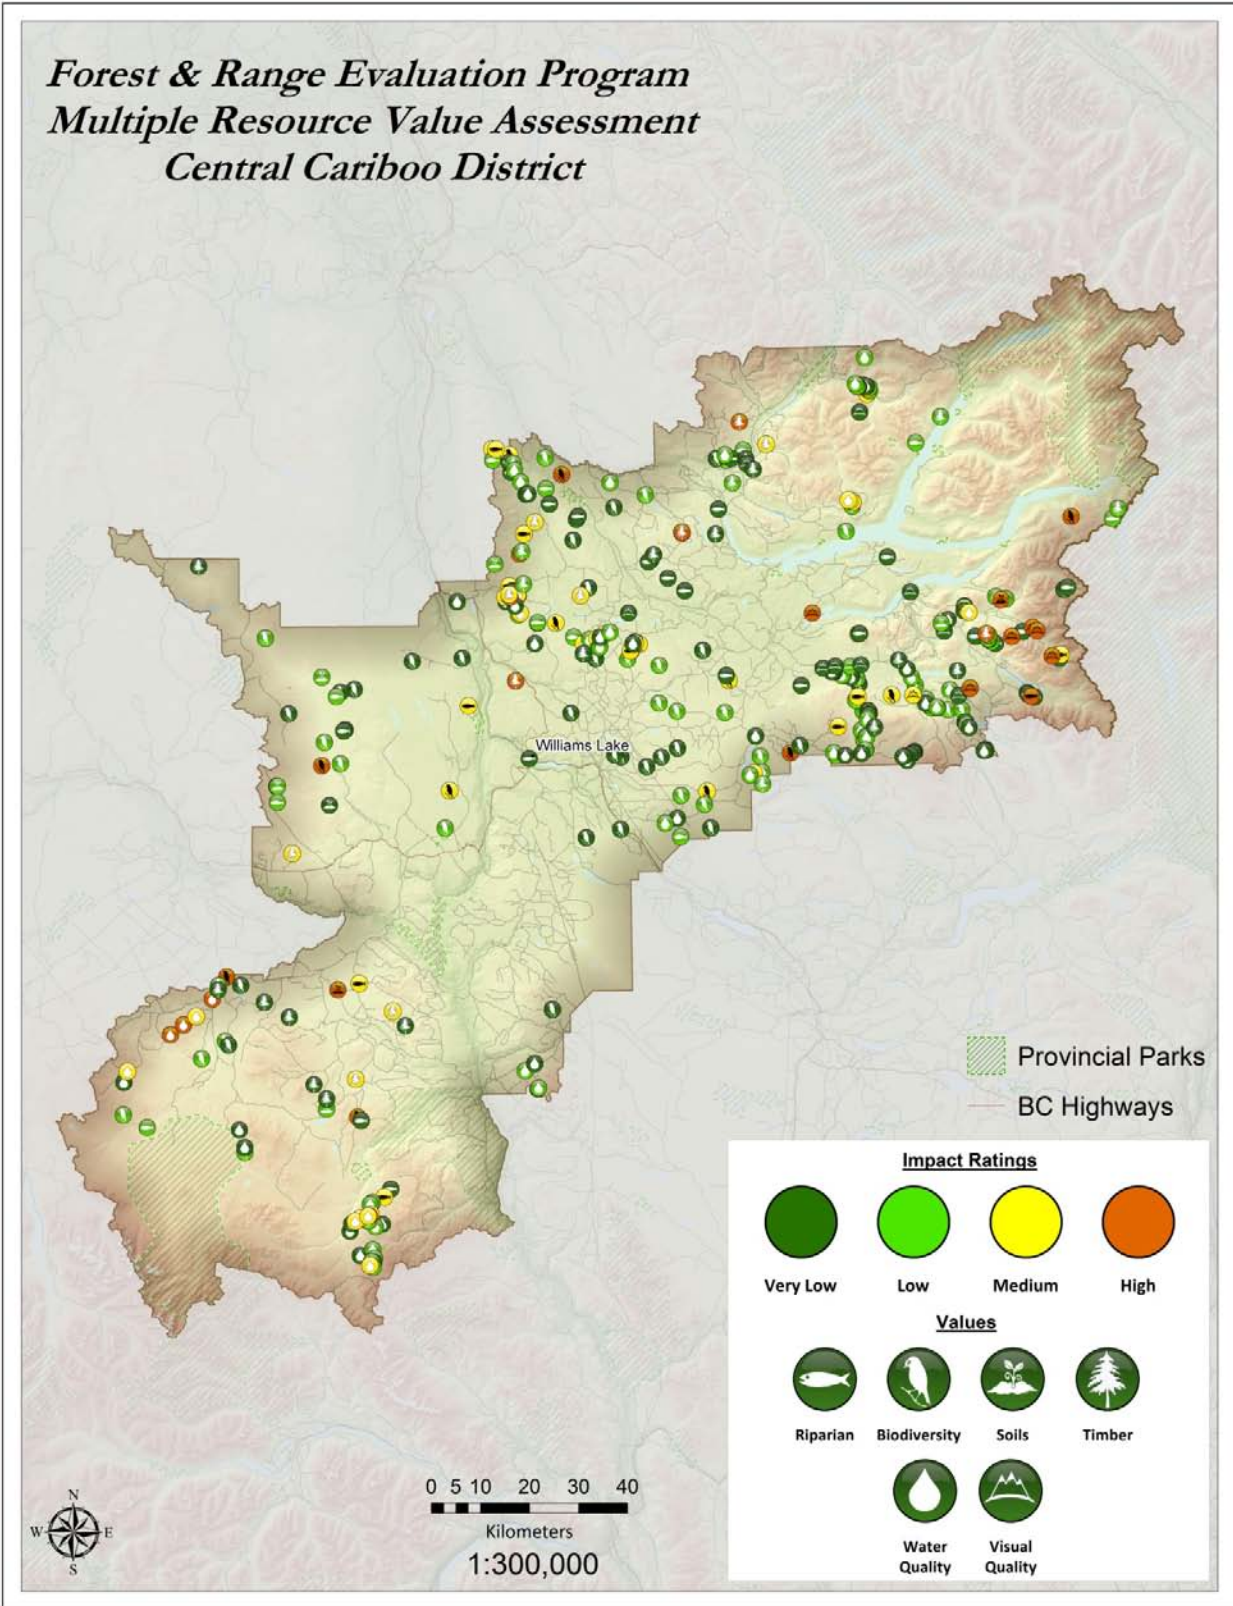 Forest & Range Evaluation Program
Multiple Resource Value Assessment
Central Cariboo District
Williams Lake
Provincial Parks
BC Highways
Impact Ratings
Very Low Low Medium High
Values
Riparian Biodiversity Soils Timber
Water Quality
Visual Quality
0 5 10 20 30 40
Kilometers
1:300,000
N
W E
S